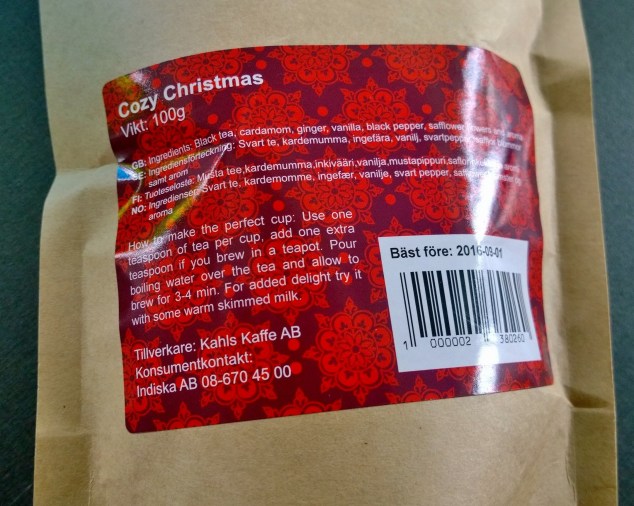 Cozy Christmas
Vikt: 100g
GB: Ingredients: Black tea, cardamom, ginger, vanilla, black pepper, safflower flowers and aroma
SE: Ingrediensförteckning: Svart te, kardemumma, ingefära, vanilj, svartpeppar,
samt arom
FI: Tuoteseloste: Musta tee,kardemumma,inkivääri,vanilja,mustapippuri,
NO: Ingredienser: Svart te, kardemomme, ingefær, vanilje, svart pepper,
aroma
How to make the perfect cup: Use one
teaspoon of tea per cup, add one extra
teaspoon if you brew in a teapot. Pour
boiling water over the tea and allow to
brew for 3-4 min. For added delight try it
with some warm skimmed milk.
Bäst före: 2016-09-01
1 000002 380260
Tillverkare: Kahls Kaffe AB
Konsumentkontakt:
Indiska AB 08-670 45 00